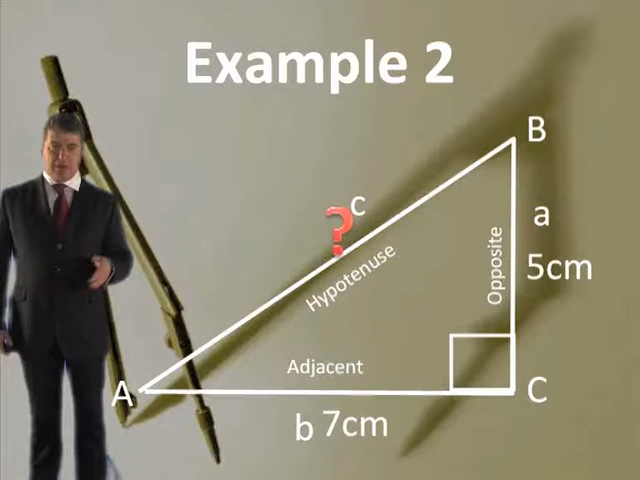 Example 2
B
c
?
a
Opposite
5cm
Hypotenuse
Adjacent
A
C
b 7cm